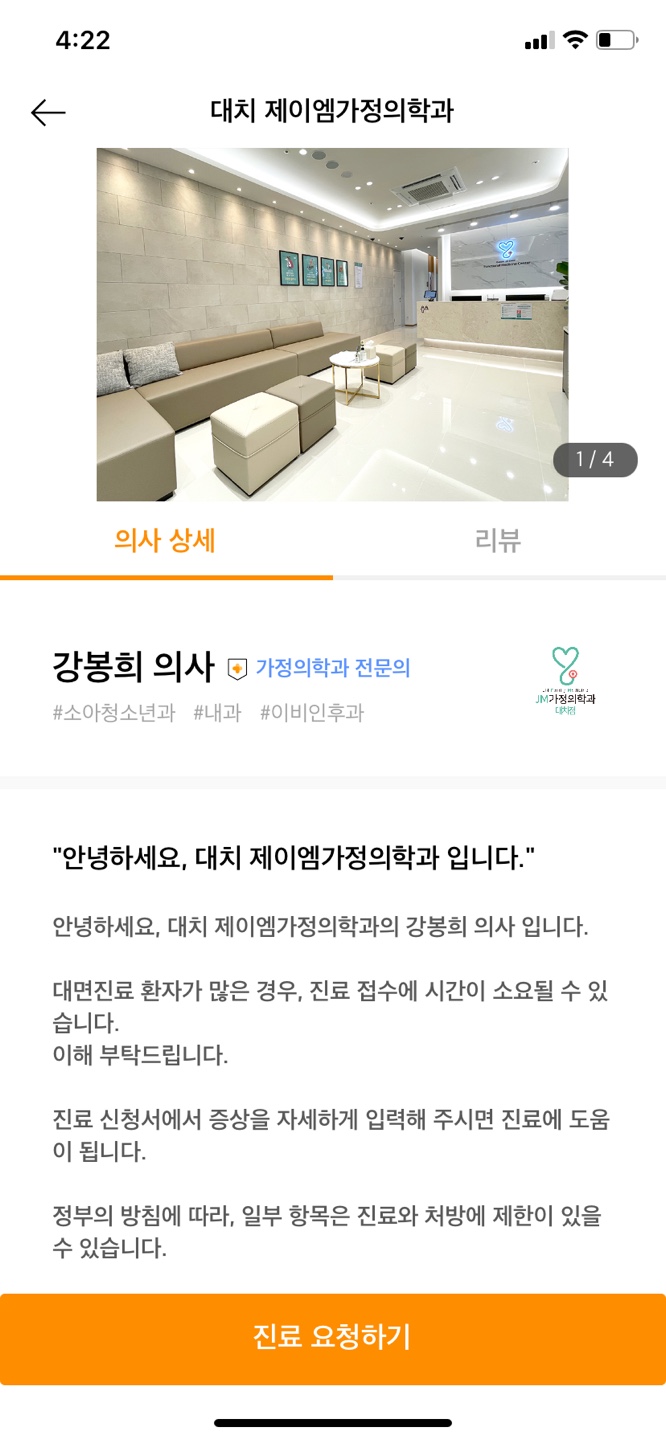 4:22
대치 제이엠가정의학과
1 / 4
의사 상세
리뷰
강봉희 의사
가정의학과 전문의
#소아청소년과 #내과 #이비인후과
JM가정의학과
대치점
"안녕하세요, 대치 제이엠가정의학과 입니다."
안녕하세요, 대치 제이엠가정의학과의 강봉희 의사 입니다.
대면진료 환자가 많은 경우, 진료 접수에 시간이 소요될 수 있
습니다.
이해 부탁드립니다.
진료 신청서에서 증상을 자세하게 입력해 주시면 진료에 도움
이 됩니다.
정부의 방침에 따라, 일부 항목은 진료와 처방에 제한이 있을
수 있습니다.
진료 요청하기